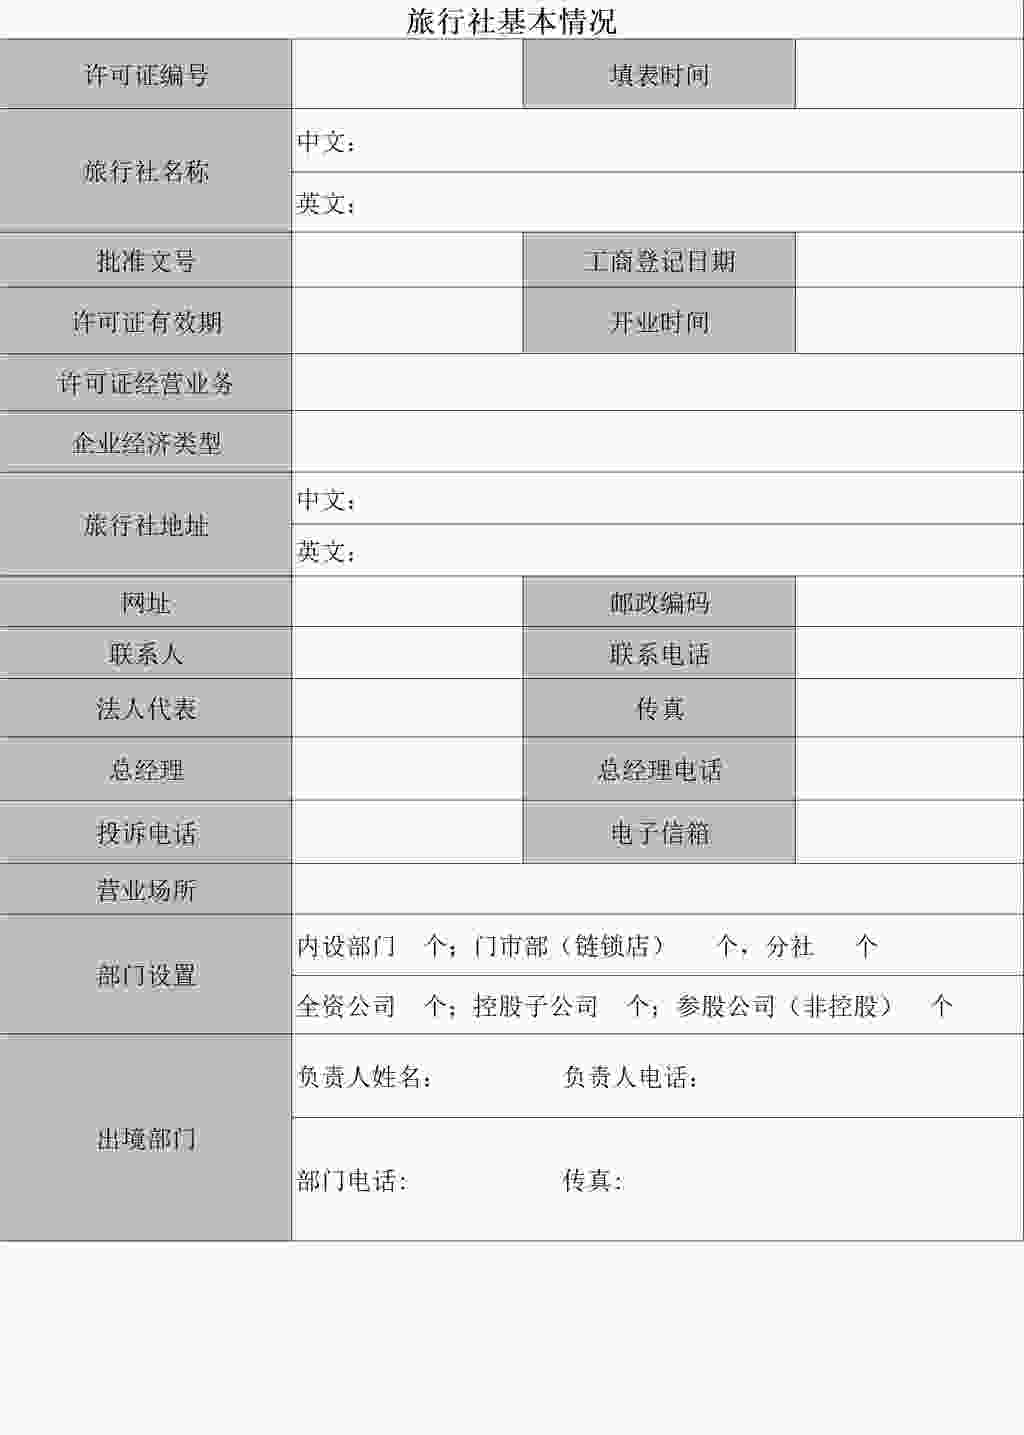 旅行社基本情况
许可证编号 填表时间
旅行社名称
中文：
英文：
批准文号 工商登记日期
许可证有效期 开业时间
许可证经营业务
企业经济类型
旅行社地址
中文：
英文：
网址 邮政编码
联系人 联系电话
法人代表 传真
总经理 总经理电话
投诉电话 电子信箱
营业场所
部门设置
内设部门 个；门市部（链锁店） 个，分社 个
全资公司 个；控股子公司 个；参股公司（非控股） 个
出境部门
负责人姓名： 负责人电话：
部门电话： 传真：